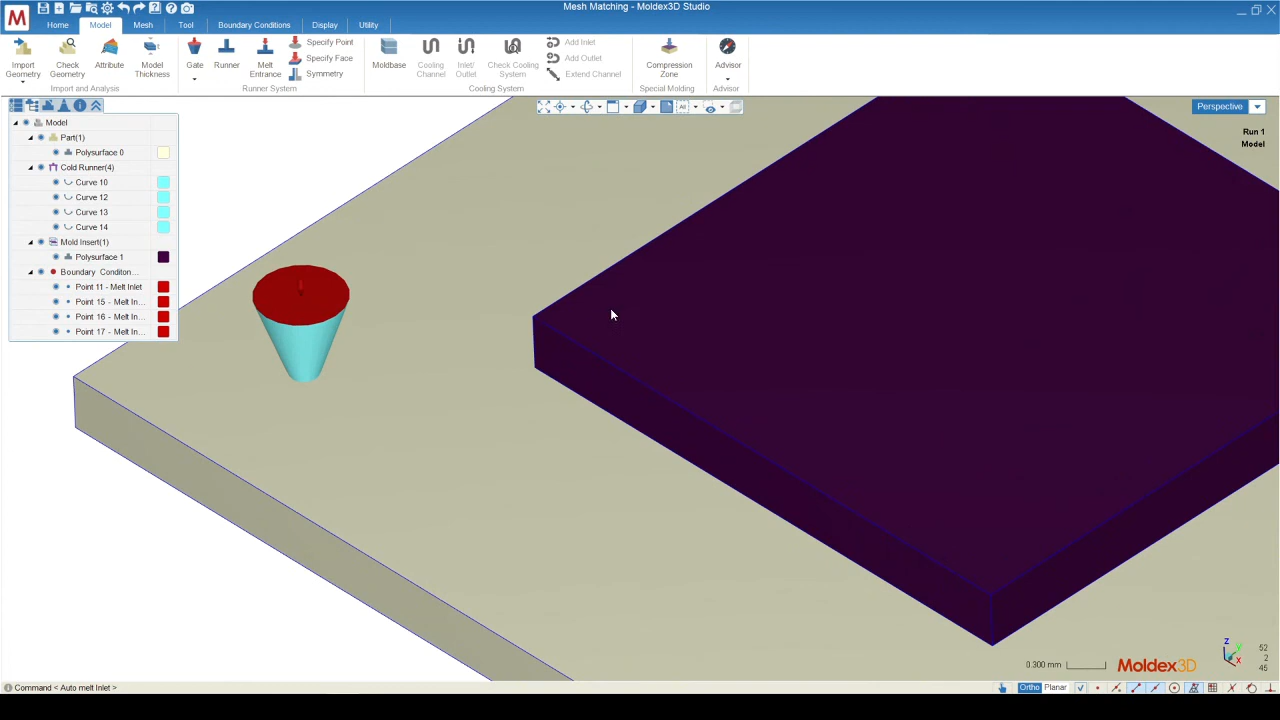 Mesh Matching - Moldex3D Studio
M
Home Model Mesh Tool Boundary Conditions Display Utility
Import Geometry
Check Geometry
Attribute
Model Thickness
Gate
Runner
Melt Entrance
Specify Point
Specify Face
Symmetry
Moldbase
Cooling Channel
Inlet/ Outlet
Check Cooling System
Add Inlet
Add Outlet
Extend Channel
Compression Zone
Advisor
Import and Analysis
Runner System
Cooling System
Special Molding
Advisor
Perspective
Run 1
Model
Model
Part(1)
Polysurface 0
Cold Runner(4)
Curve 10
Curve 12
Curve 13
Curve 14
Mold Insert(1)
Polysurface 1
Boundary Conditon...
Point 11 - Melt Inlet
Point 15 - Melt In...
Point 16 - Melt In...
Point 17 - Melt In...
0.300 mm
Moldex3D
Z
Y
X
52
2
45
Command < Auto melt Inlet >
Ortho Planar